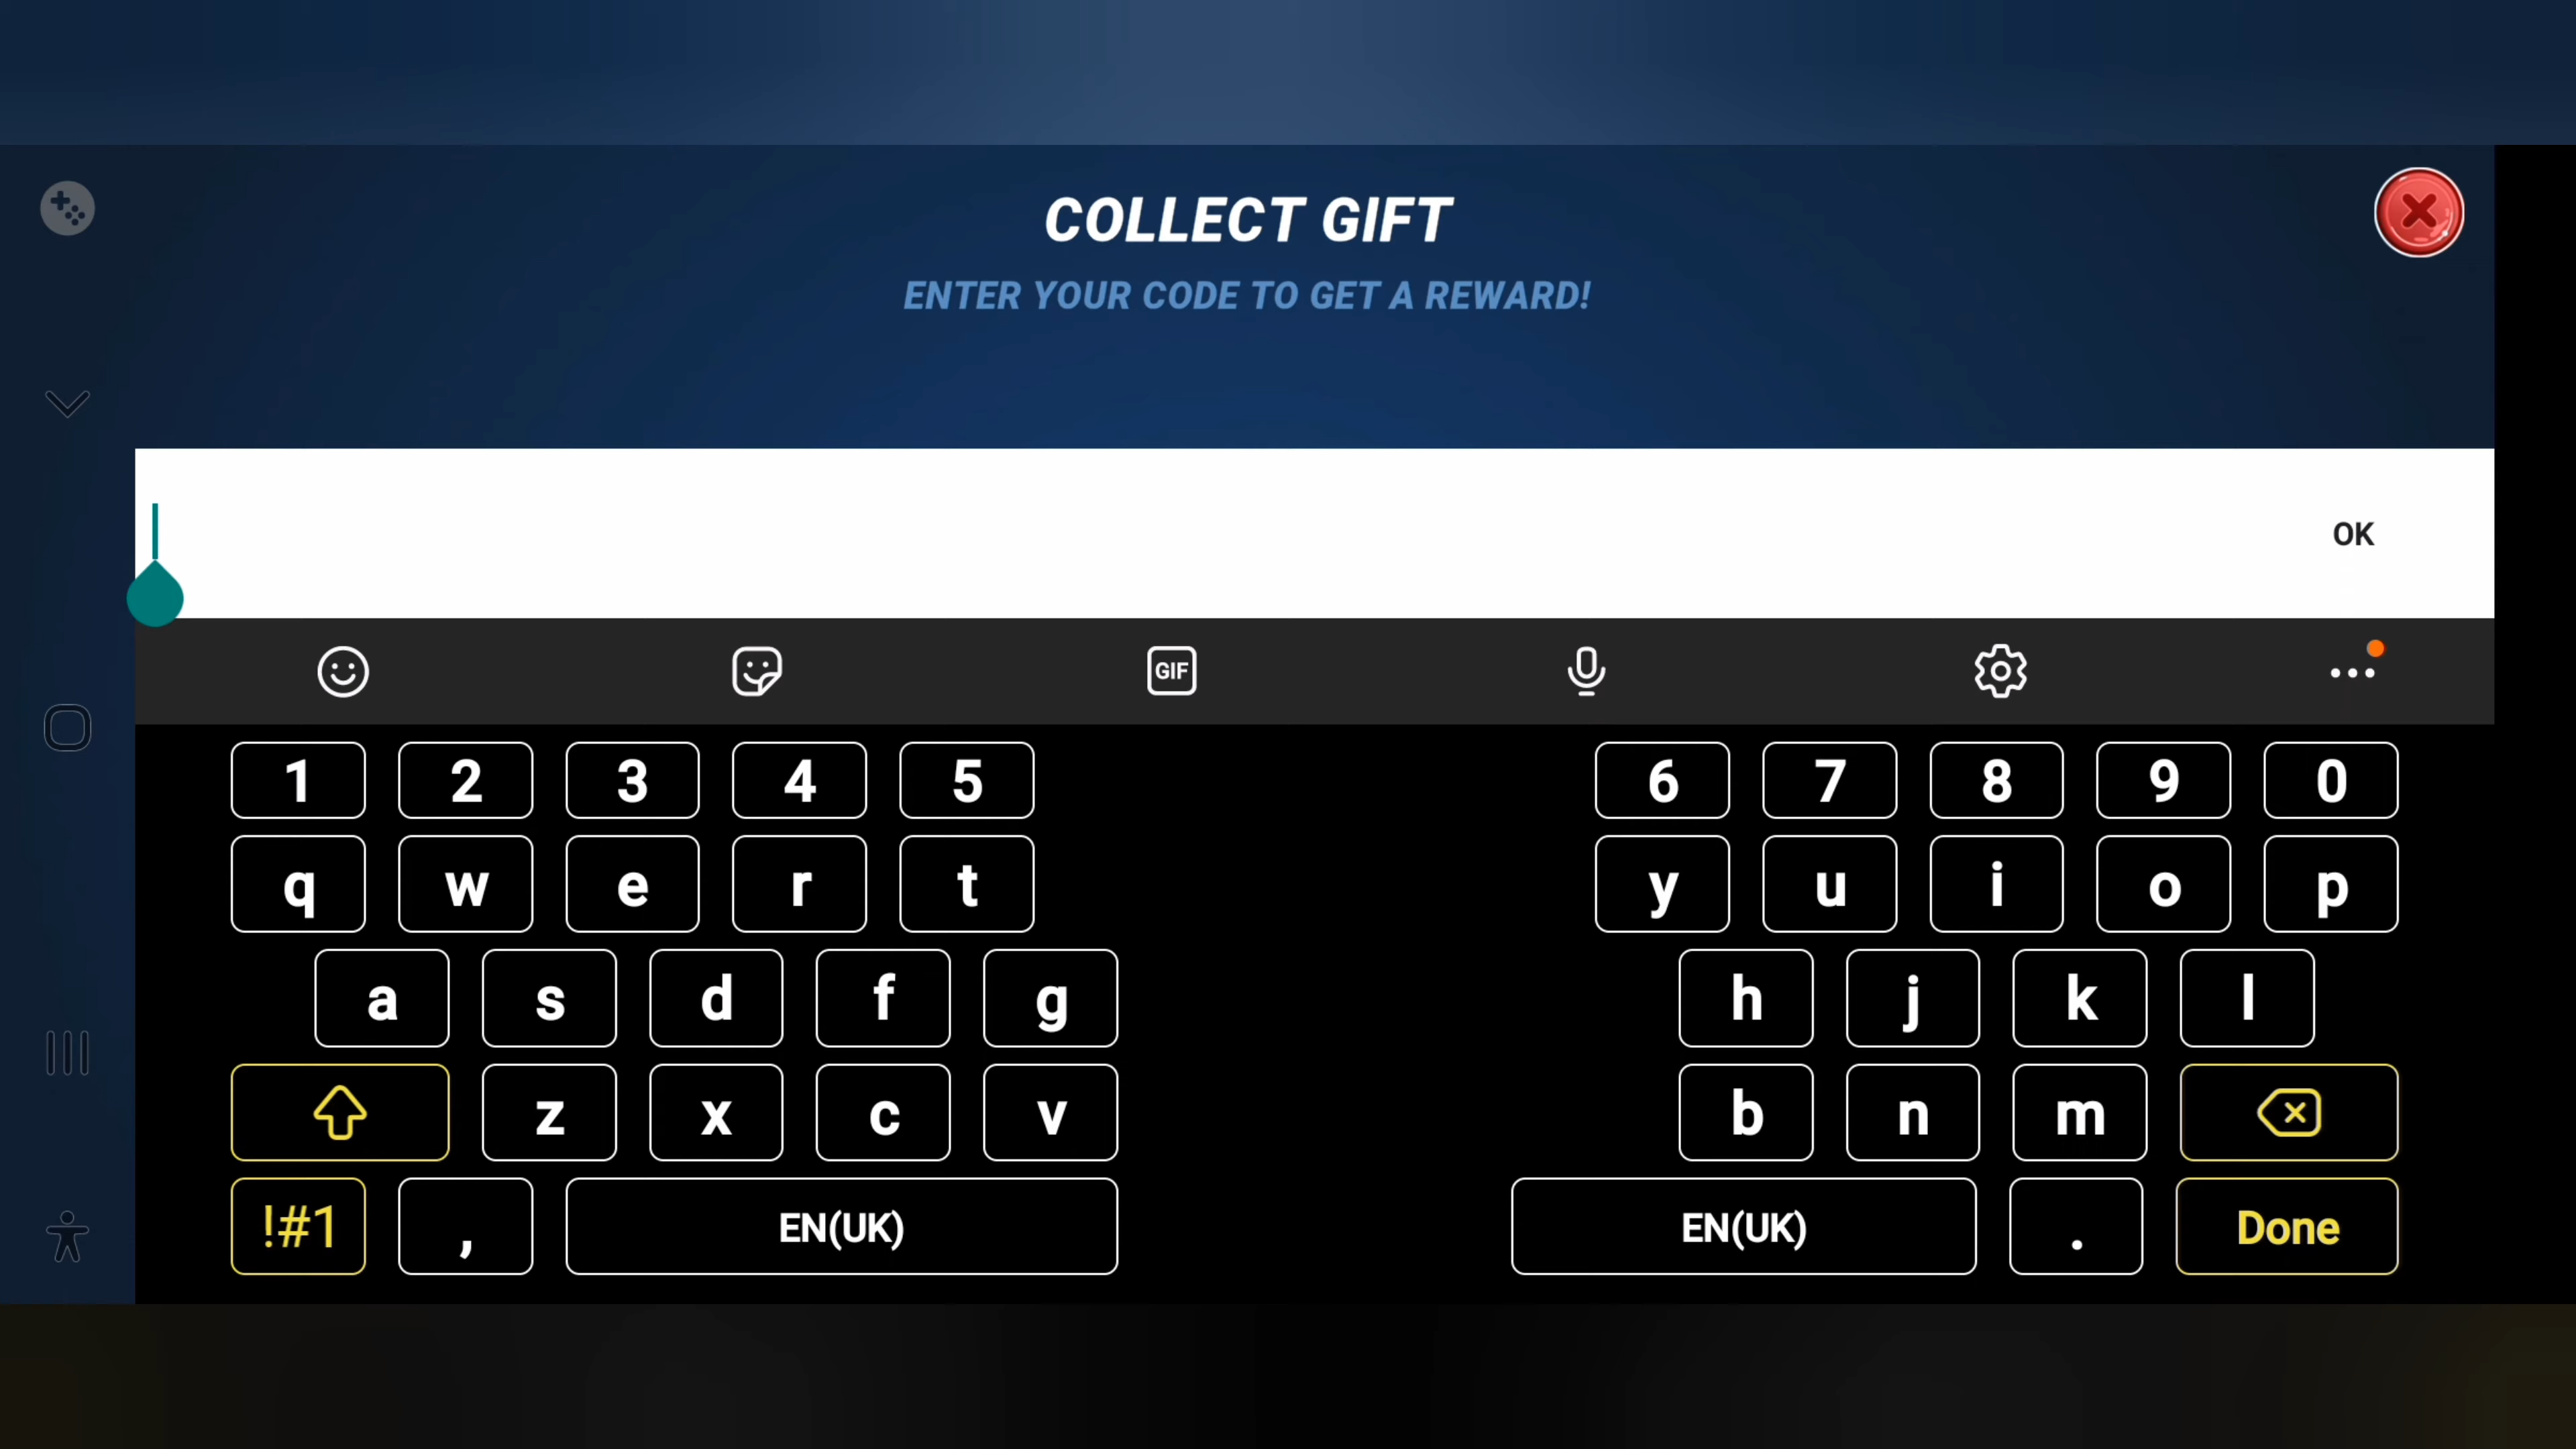 COLLECT GIFT
ENTER YOUR CODE TO GET A REWARD!
OK
GIF
1 2 3 4 5 6 7 8 9 0
q w e r t y u i o p
a s d f g h j k l
z x c v b n m
!#1 , EN(UK) EN(UK) . Done